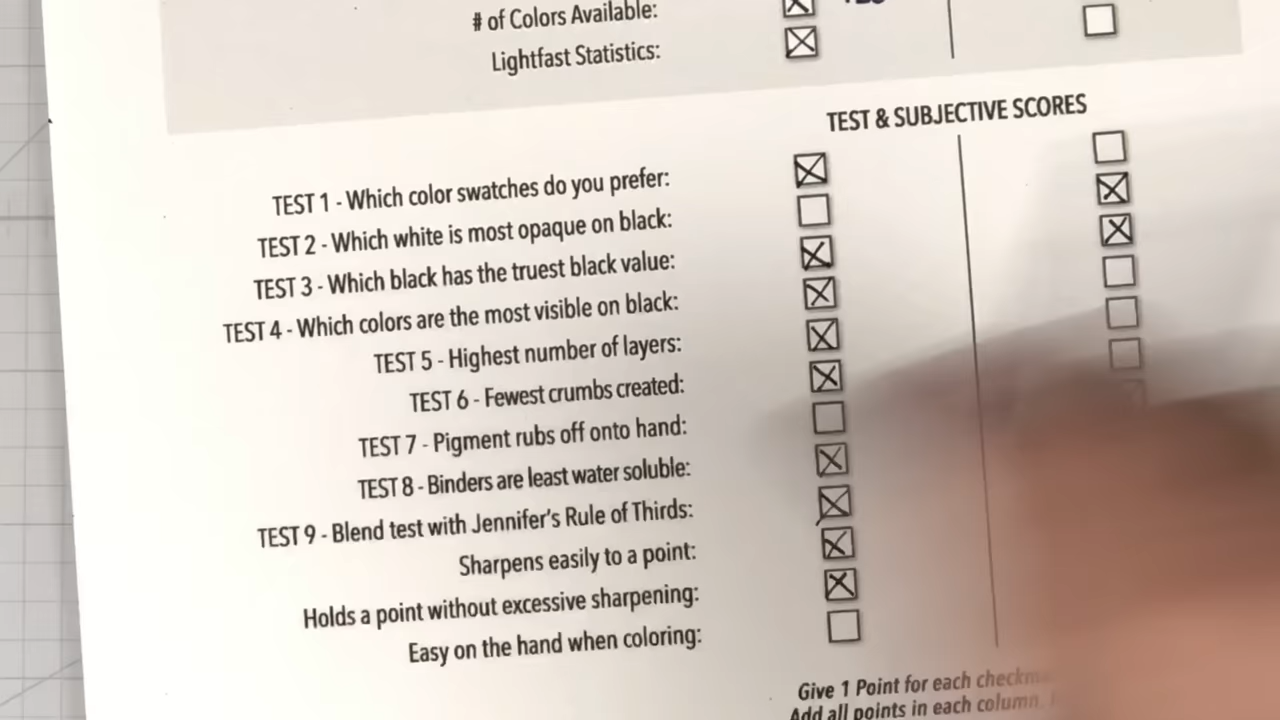 # of Colors Available:
Lightfast Statistics:
TEST & SUBJECTIVE SCORES
TEST 1 - Which color swatches do you prefer:
TEST 2 - Which white is most opaque on black:
TEST 3 - Which black has the truest black value:
TEST 4 - Which colors are the most visible on black:
TEST 5 - Highest number of layers:
TEST 6 - Fewest crumbs created:
TEST 7 - Pigment rubs off onto hand:
TEST 8 - Binders are least water soluble:
TEST 9 - Blend test with Jennifer's Rule of Thirds:
Sharpens easily to a point:
Holds a point without excessive sharpening:
Easy on the hand when coloring:
Give 1 Point for each
Add all points in each column.